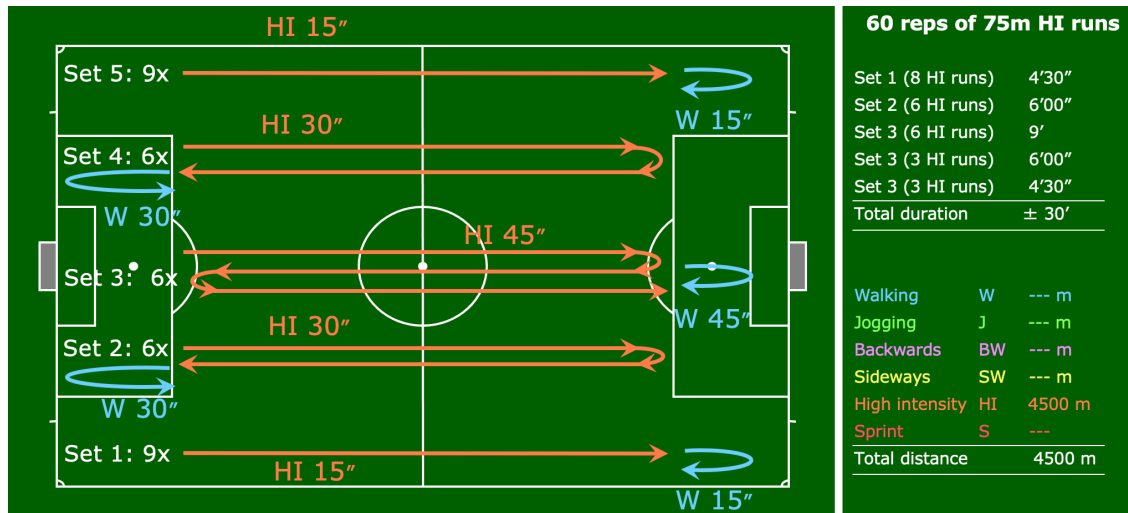 HI 15″
Set 5: 9x
W 15″
HI 30″
Set 4: 6x
W 30″
HI 45″
Set 3:  6x
W 45″
HI 30″
Set 2: 6x
W 30″
Set 1: 9x
HI 15″
W 15″
60 reps of 75m HI runs
Set 1 (8 HI runs) 4’30”
Set 2 (6 HI runs) 6’00”
Set 3 (6 HI runs) 9’
Set 3 (3 HI runs) 6’00”
Set 3 (3 HI runs) 4’30”
Total duration ± 30’
Walking W --- m
Jogging J --- m
Backwards BW --- m
Sideways SW --- m
High intensity HI 4500 m
Sprint S ---
Total distance 4500 m